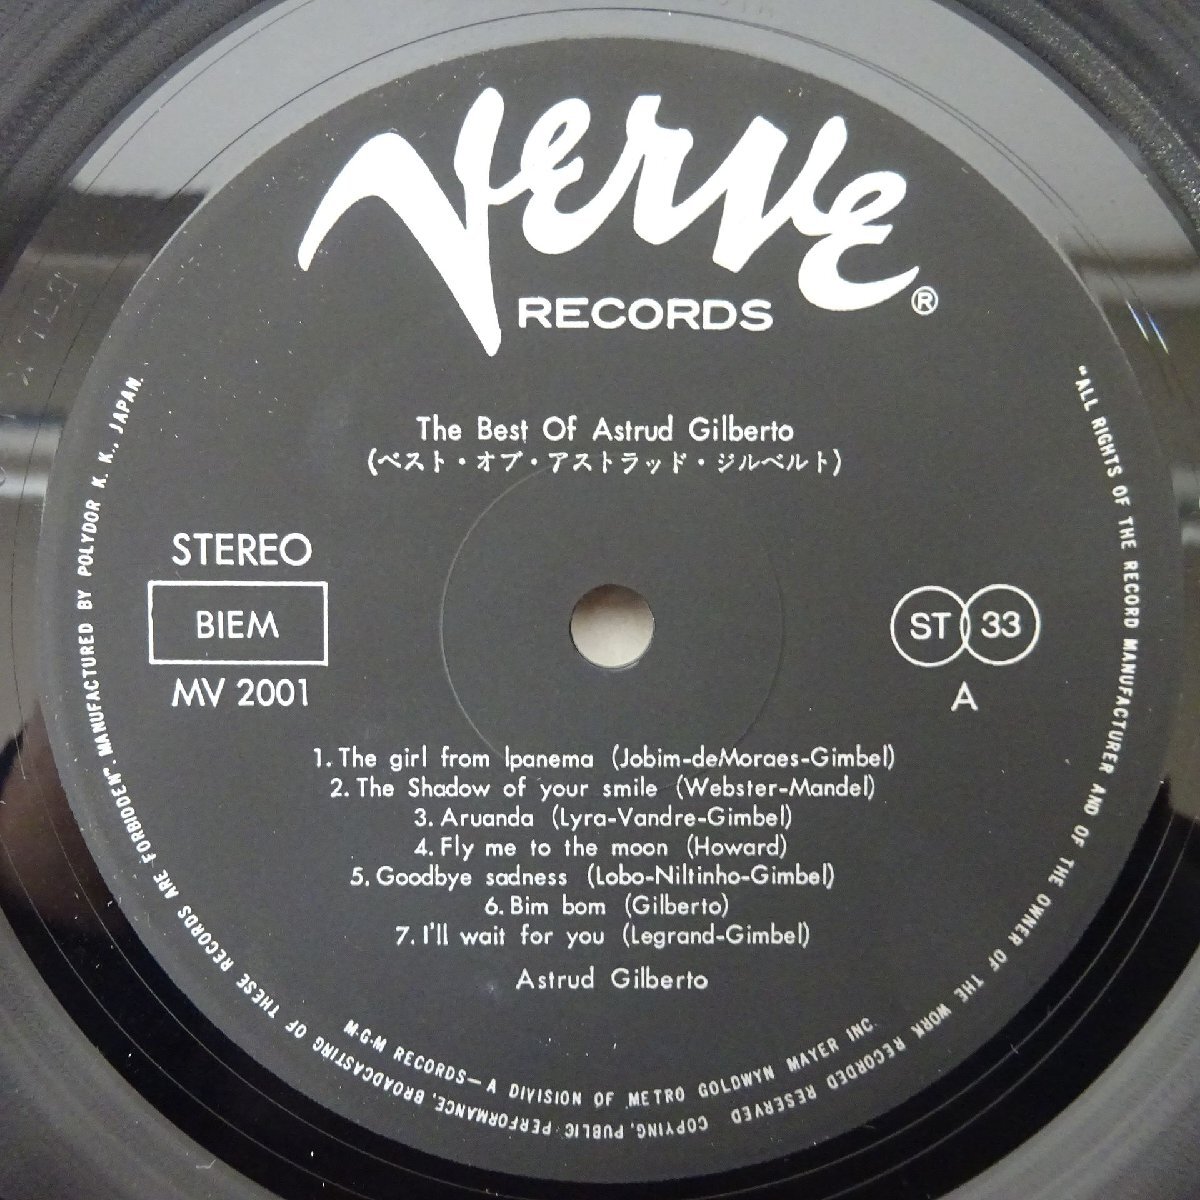 VERVE
RECORDS ®
The Best Of Astrud Gilberto
(ベスト・オブ・アストラッド・ジルベルト)
STEREO
BIEM
MV 2001
ST 33
A
1. The girl from Ipanema (Jobim-deMoraes-Gimbel)
2. The Shadow of your smile (Webster-Mandel)
3. Aruanda (Lyra-Vandre-Gimbel)
4. Fly me to the moon (Howard)
5. Goodbye sadness (Lobo-Niltinho-Gimbel)
6. Bim bom (Gilberto)
7. I'll wait for you (Legrand-Gimbel)
Astrud Gilberto
M·G·M RECORDS—A DIVISION OF METRO GOLDWYN MAYER INC.
"ALL RIGHTS OF THE RECORD MANUFACTURER AND OF THE OWNER OF THE WORK RECORDED RESERVED COPYING, PUBLIC PERFORMANCE, BROADCASTING OF THESE RECORDS ARE FORBIDDEN". MANUFACTURED BY POLYDOR K. K., JAPAN.